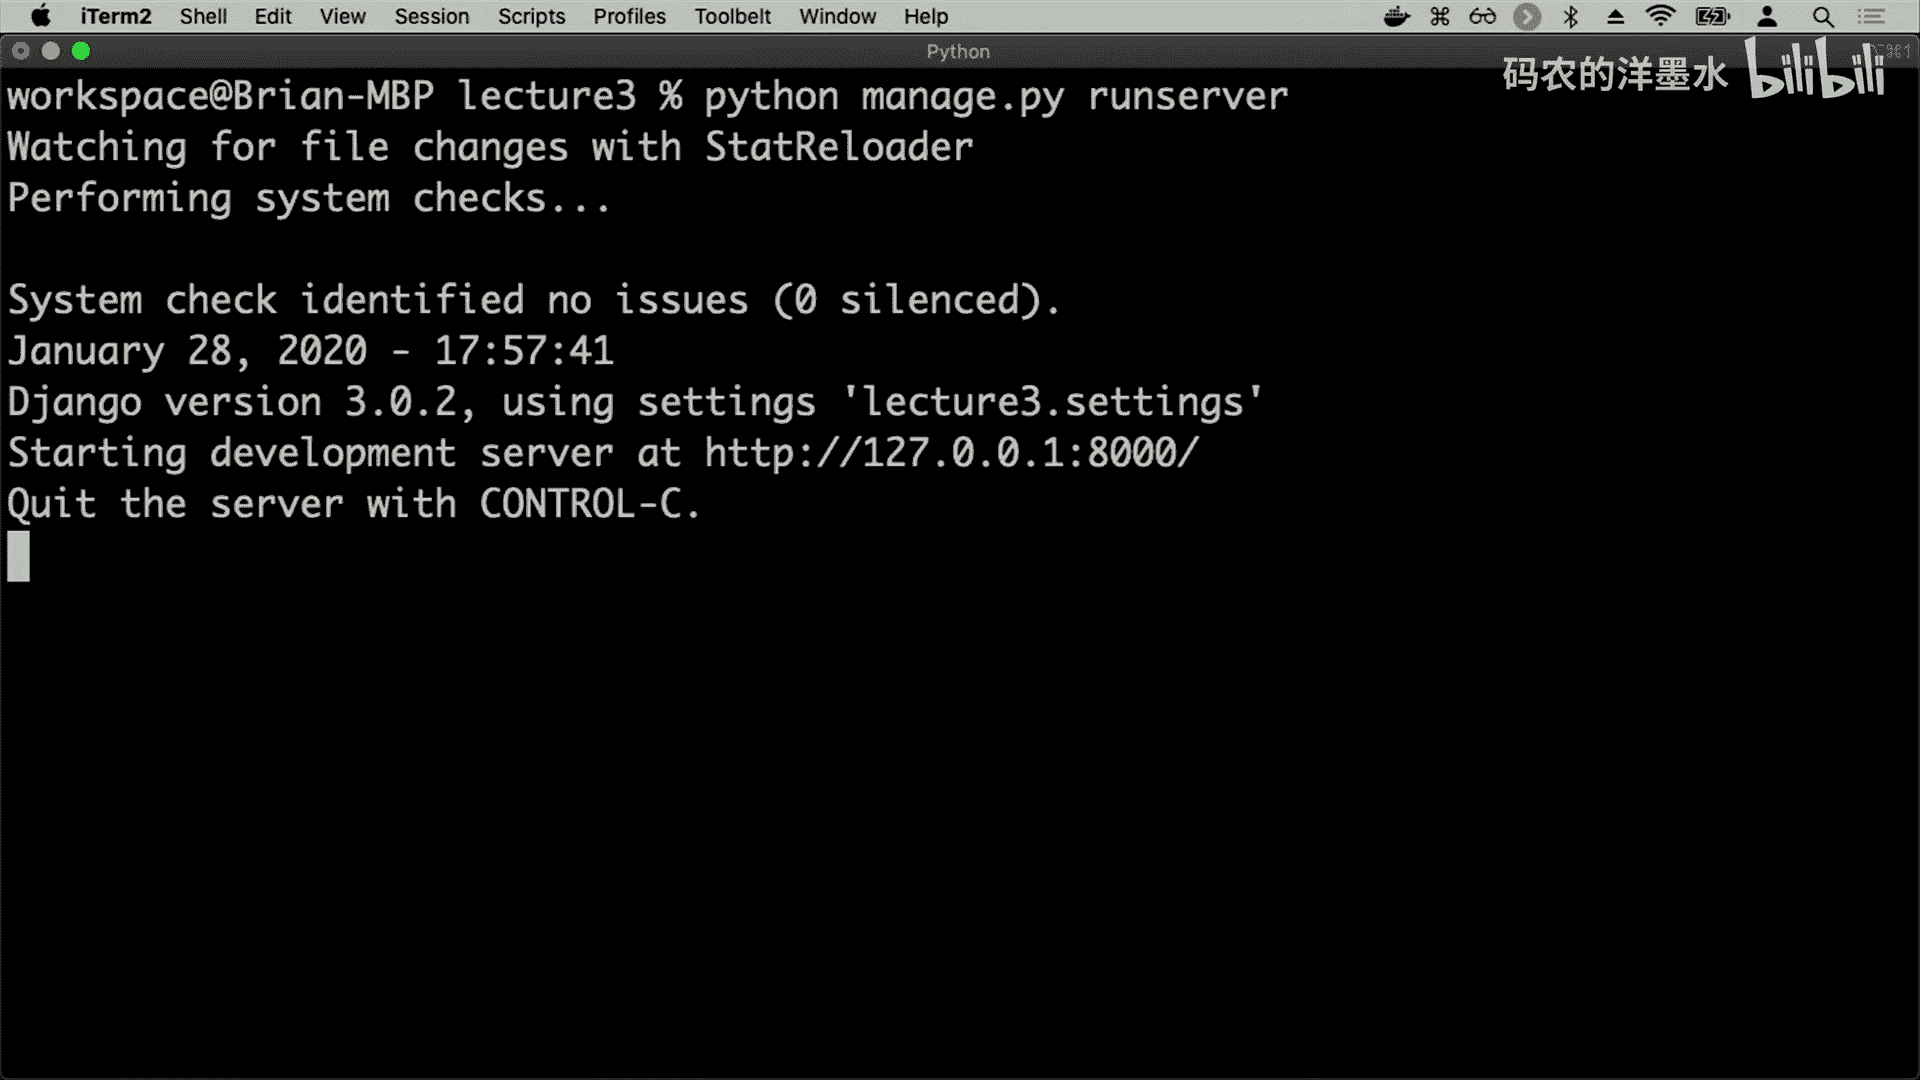 iTerm2 Shell Edit View Session Scripts Profiles Toolbelt Window Help
Python
码农的洋墨水 bilibili
workspace@Brian-MBP lecture3 % python manage.py runserver
Watching for file changes with StatReloader
Performing system checks...
System check identified no issues (0 silenced).
January 28, 2020 - 17:57:41
Django version 3.0.2, using settings 'lecture3.settings'
Starting development server at http://127.0.0.1:8000/
Quit the server with CONTROL-C.